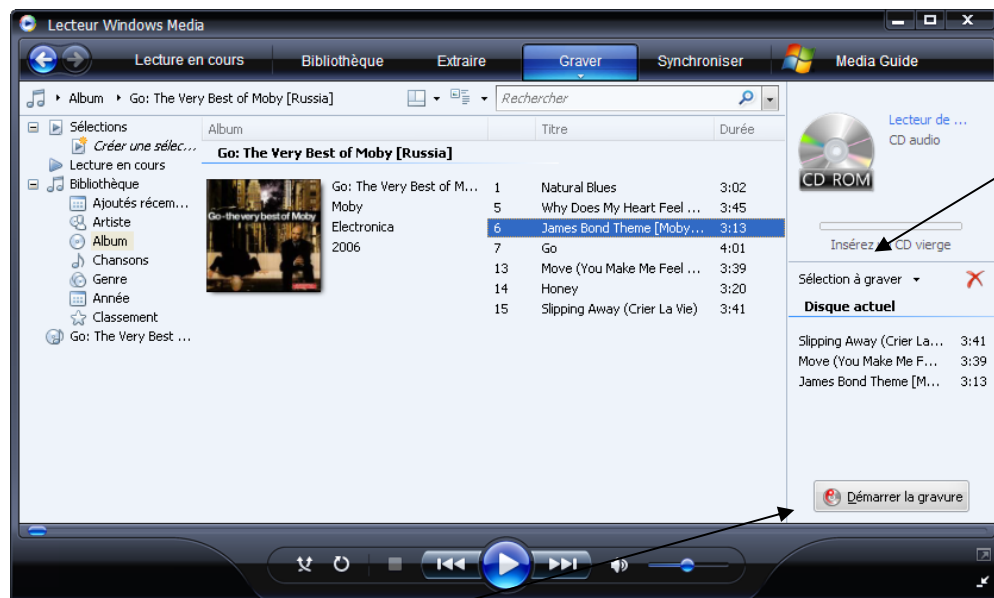 Lecteur Windows Media
Lecture en cours Bibliothèque Extraire Graver Synchroniser Media Guide
Album Go: The Very Best of Moby [Russia] Rechercher
Sélections
Créer une sélec...
Lecture en cours
Bibliothèque
Ajoutés récem...
Artiste
Album
Chansons
Genre
Année
Classement
Go: The Very Best ...
Album Titre Durée
Go: The Very Best of Moby [Russia]
Go-the very best of Moby
Go: The Very Best of M...
Moby
Electronica
2006
1 Natural Blues 3:02
5 Why Does My Heart Feel ... 3:45
6 James Bond Theme [Moby... 3:13
7 Go 4:01
13 Move (You Make Me Feel ... 3:39
14 Honey 3:20
15 Slipping Away (Crier La Vie) 3:41
Lecteur de ...
CD audio
CD ROM
Insérez CD vierge
Sélection à graver
Disque actuel
Slipping Away (Crier La... 3:41
Move (You Make Me F... 3:39
James Bond Theme [M... 3:13
Démarrer la gravure